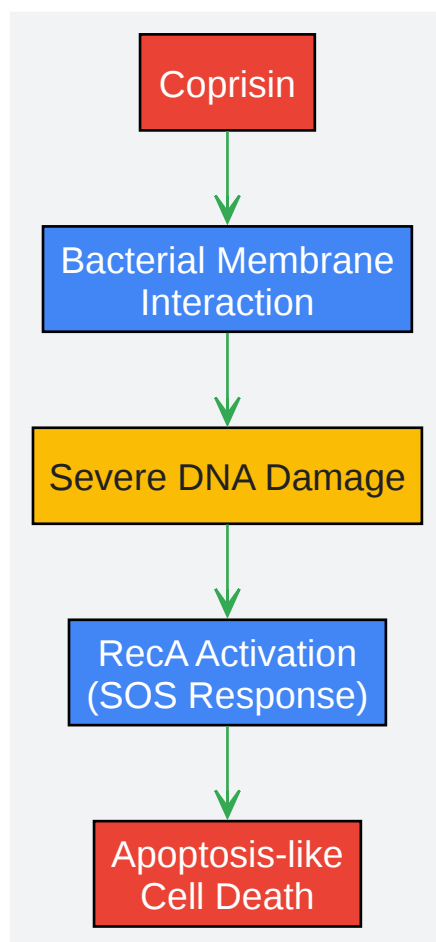 Coprisin
Bacterial Membrane
Interaction
Severe DNA Damage
RecA Activation
(SOS Response)
Apoptosis-like
Cell Death